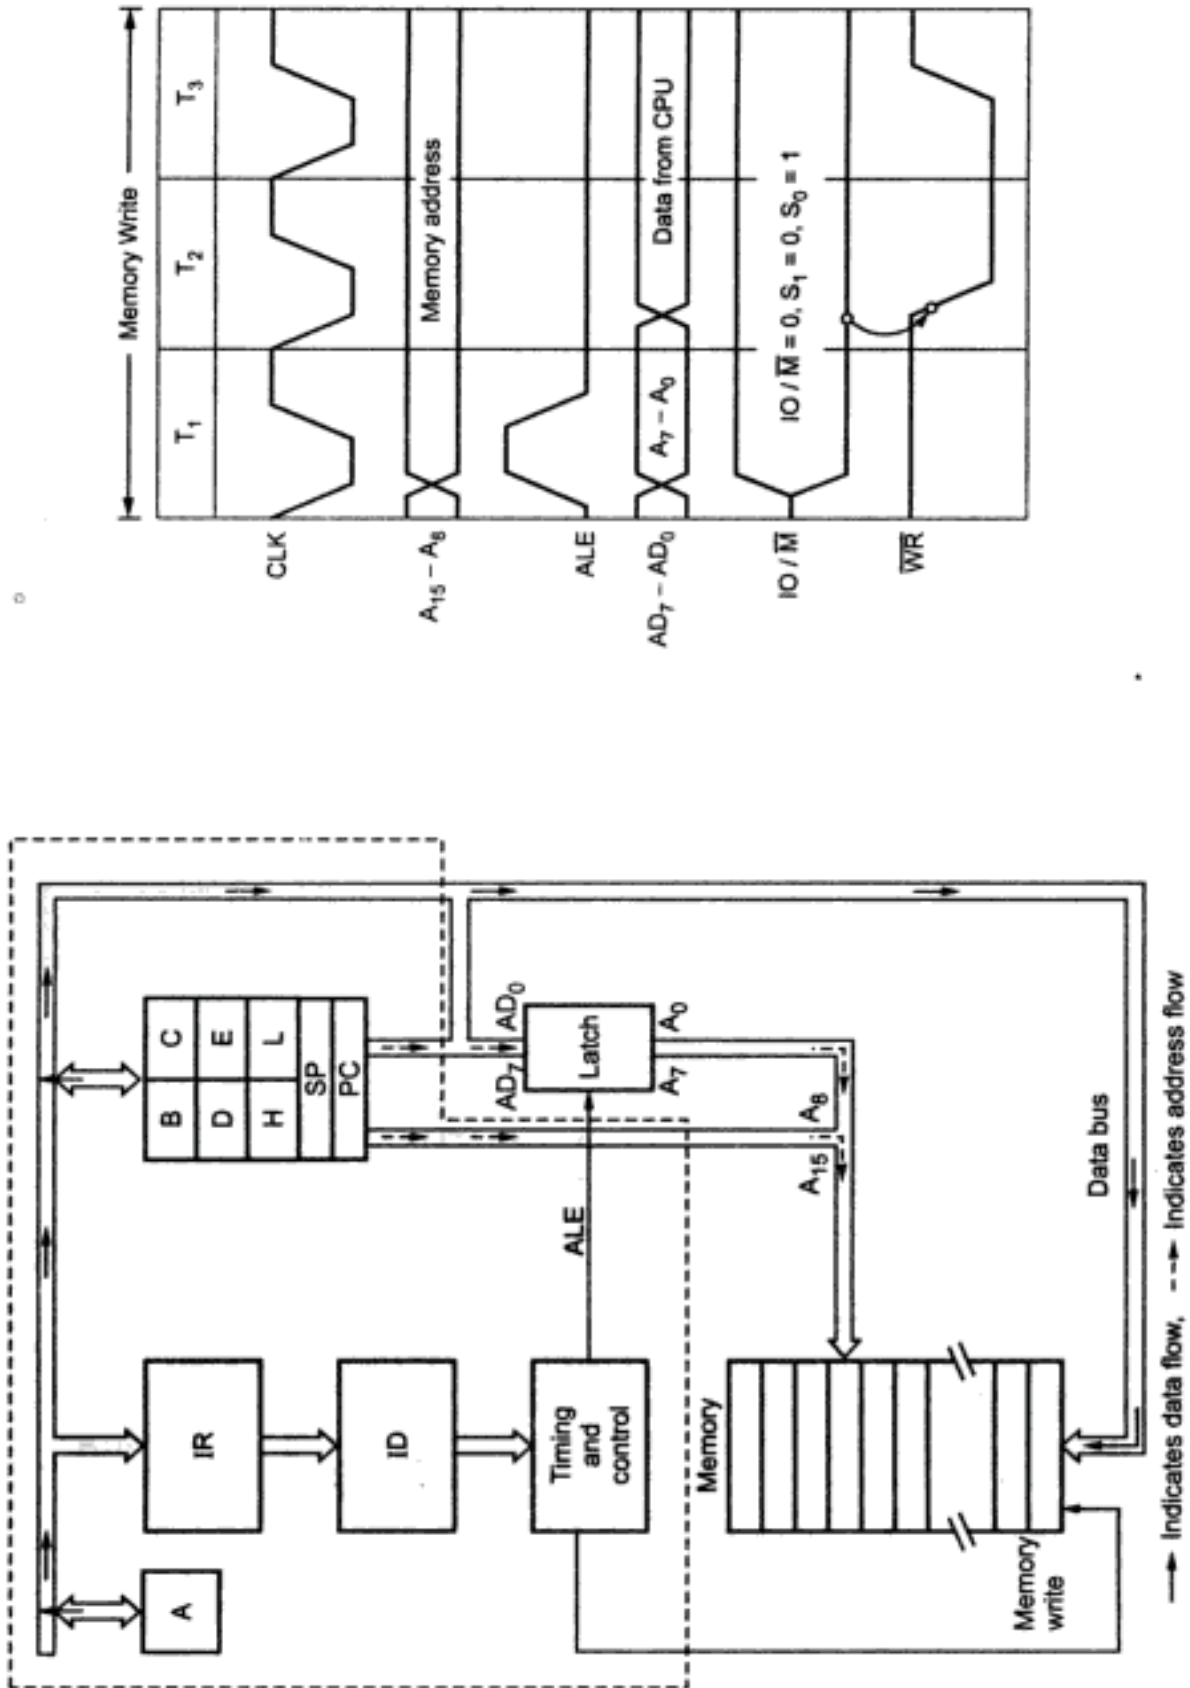 A
IR
ID
Timing
and
control
B C
D E
H L
SP
PC
ALE
AD₇ AD₀
Latch
A₇ A₀
A₁₅ A₈
Memory
Memory
write
Data bus
Indicates data flow, Indicates address flow
Memory Write
T₁ T₂ T₃
CLK
A₁₅ – A₈ Memory address
ALE
AD₇ – AD₀ A₇ – A₀ Data from CPU
IO / M̅ IO / M̅ = 0, S₁ = 0, S₀ = 1
W̅R̅